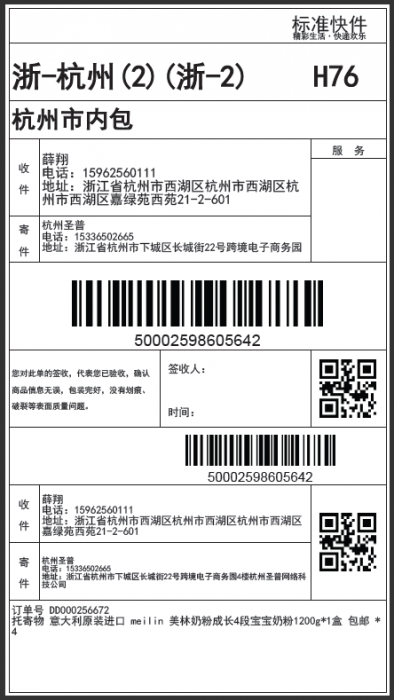 标准快件
精彩生活·快递欢乐
浙-杭州(2)(浙-2) H76
杭州市内包
服 务
收件
薛翔
电话: 15962560111
地址: 浙江省杭州市西湖区杭州市西湖区杭
州市西湖区嘉绿苑西苑21-2-601
寄件
杭州圣普
电话: 15336502665
地址: 浙江省杭州市下城区长城街22号跨境电子商务园
50002598605642
您对此单的签收,代表您已验收,确认
商品信息无误,包装完好,没有划痕、
破裂等表面质量问题。
签收人:
时间:
50002598605642
收件
薛翔
电话: 15962560111
地址: 浙江省杭州市西湖区杭州市西湖区杭州市西湖区
嘉绿苑西苑21-2-601
寄件
杭州圣普
电话: 15336502665
地址: 浙江省杭州市下城区长城街22号跨境电子商务园4楼杭州圣普网络科
技公司
订单号 DD000256672
托寄物 意大利原装进口 meilin 美林奶粉成长4段宝宝奶粉1200g*1盒 包邮 *
4